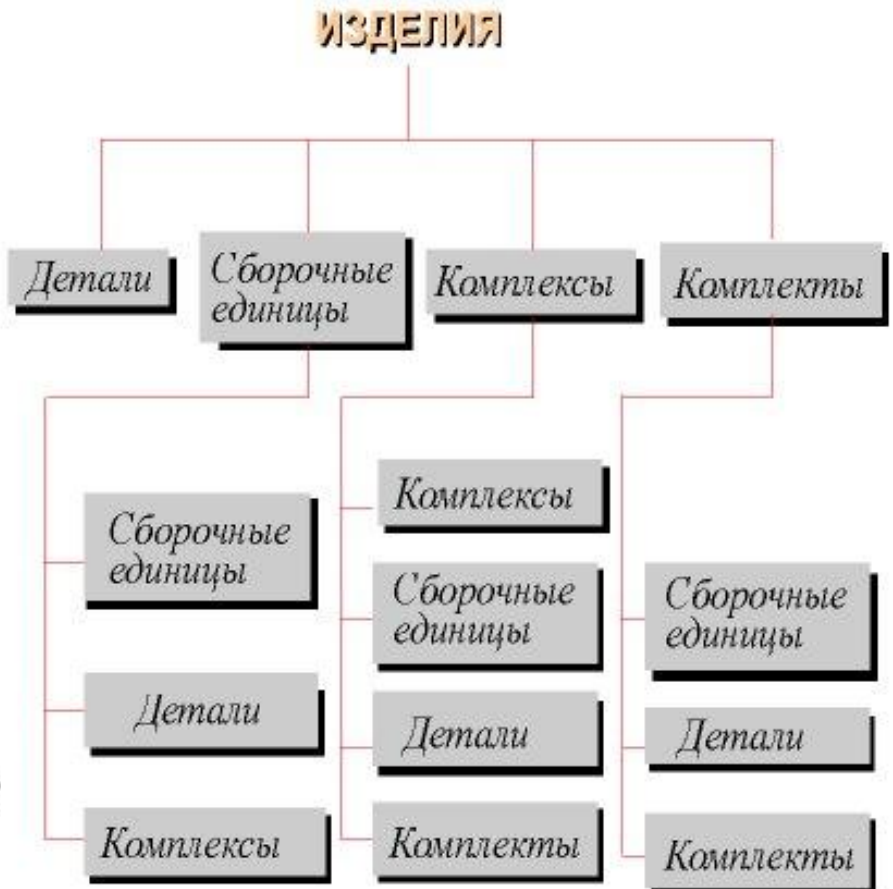 ИЗДЕЛИЯ
Детали
Сборочные
единицы
Комплексы
Комплекты
Сборочные
единицы
Детали
Комплексы
Комплексы
Сборочные
единицы
Детали
Комплекты
Сборочные
единицы
Детали
Комплекты